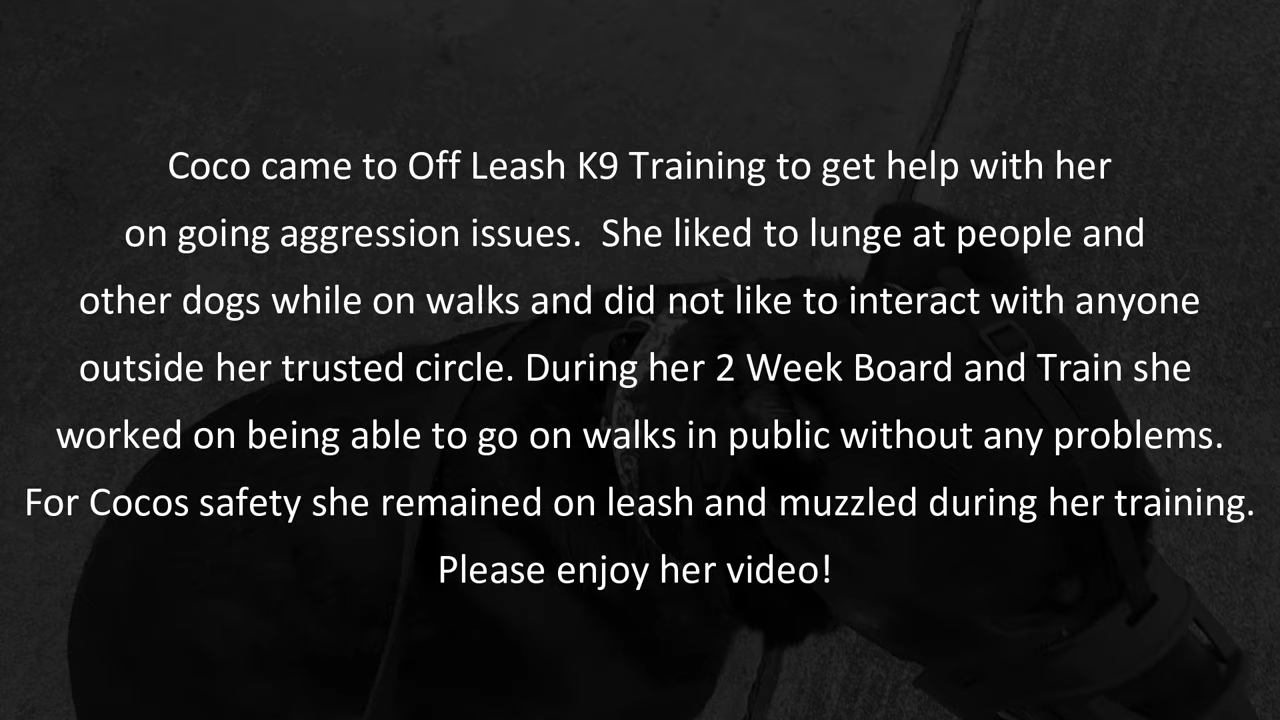 Coco came to Off Leash K9 Training to get help with her
on going aggression issues.  She liked to lunge at people and
other dogs while on walks and did not like to interact with anyone
outside her trusted circle. During her 2 Week Board and Train she
worked on being able to go on walks in public without any problems.
For Cocos safety she remained on leash and muzzled during her training.
Please enjoy her video!